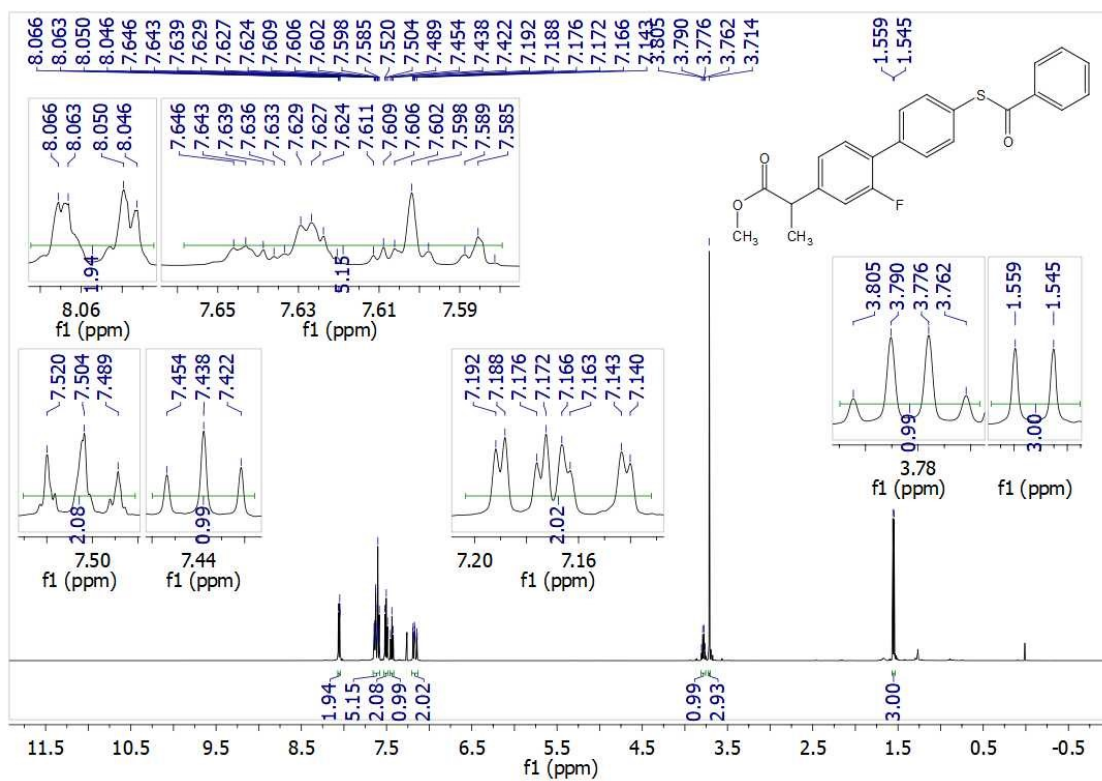 8.066 8.063 8.050 8.046 7.646 7.643 7.639 7.629 7.627 7.624 7.609 7.606 7.602 7.598 7.585 7.520 7.504 7.489 7.454 7.438 7.422 7.192 7.188 7.176 7.172 7.166 7.143 3.805 3.790 3.776 3.762 3.714 1.559 1.545
S
O
O
O
F
CH3 CH3
8.066 8.063 8.050 8.046
1.94
8.06
f1 (ppm)
7.646 7.643 7.639 7.636 7.633 7.629 7.627 7.624 7.611 7.609 7.606 7.602 7.598 7.589 7.585
5.15
7.65 7.63 7.61 7.59
f1 (ppm)
3.805 3.790 3.776 3.762
0.99
3.78
f1 (ppm)
1.559 1.545
3.00
f1 (ppm)
7.520 7.504 7.489
2.08
7.50
f1 (ppm)
7.454 7.438 7.422
0.99
7.44
f1 (ppm)
7.192 7.188 7.176 7.172 7.166 7.163 7.143 7.140
2.02
7.20 7.16
f1 (ppm)
1.94 5.15 2.08 0.99 2.02 0.99 2.93 3.00
11.5 10.5 9.5 8.5 7.5 6.5 5.5 4.5 3.5 2.5 1.5 0.5 -0.5
f1 (ppm)